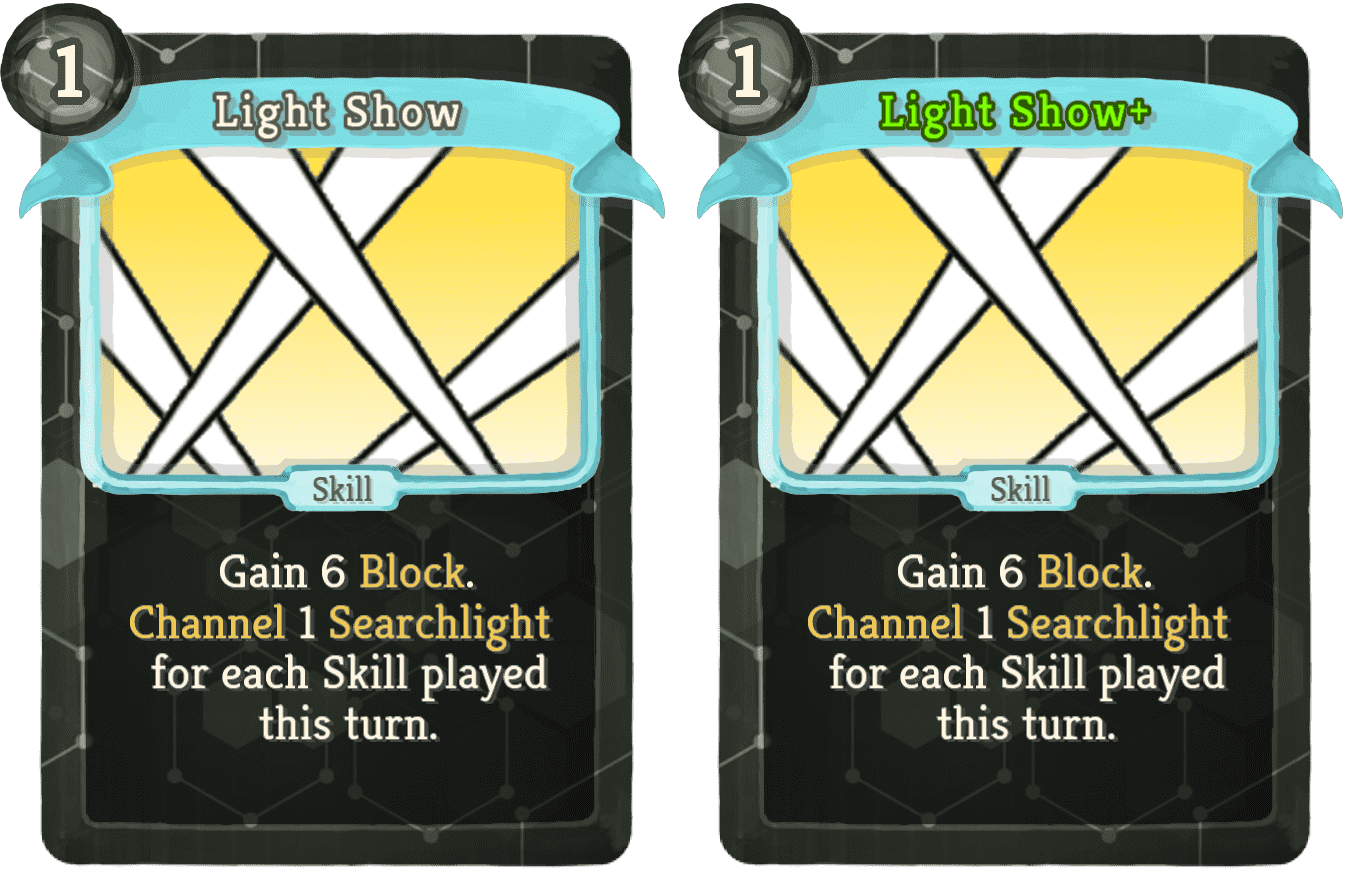 1
Light Show
Skill
Gain 6 Block.
Channel 1 Searchlight
for each Skill played
this turn.
1
Light Show+
Skill
Gain 6 Block.
Channel 1 Searchlight
for each Skill played
this turn.